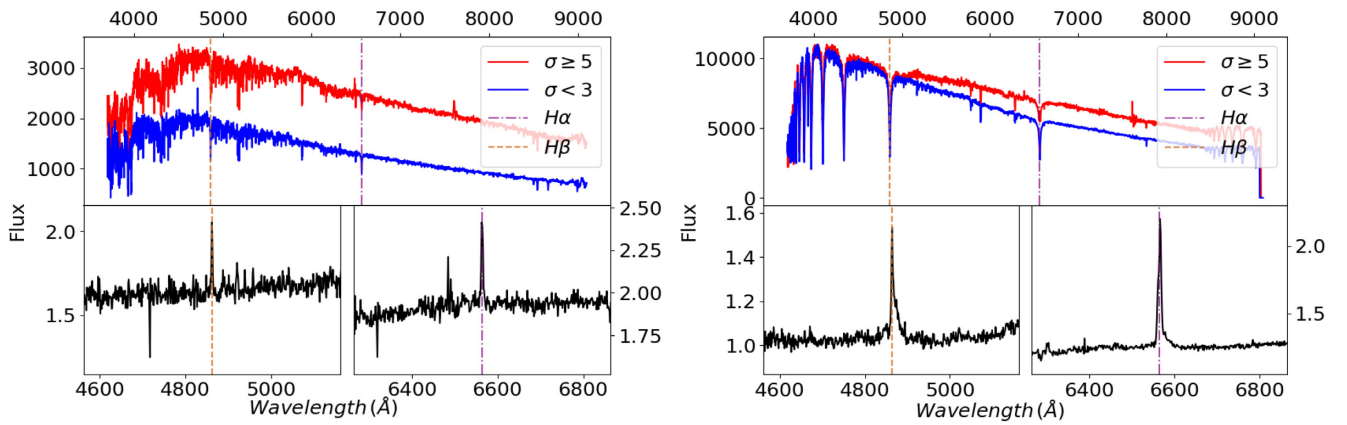 4000 5000 6000 7000 8000 9000
3000
2000
1000
σ ≥ 5
σ < 3
Hα
Hβ
Flux
2.0
1.5
2.50
2.25
2.00
1.75
4600 4800 5000 6400 6600 6800
Wavelength (Å)
4000 5000 6000 7000 8000 9000
10000
5000
0
σ ≥ 5
σ < 3
Hα
Hβ
Flux
1.6
1.4
1.2
1.0
2.0
1.5
4600 4800 5000 6400 6600 6800
Wavelength (Å)